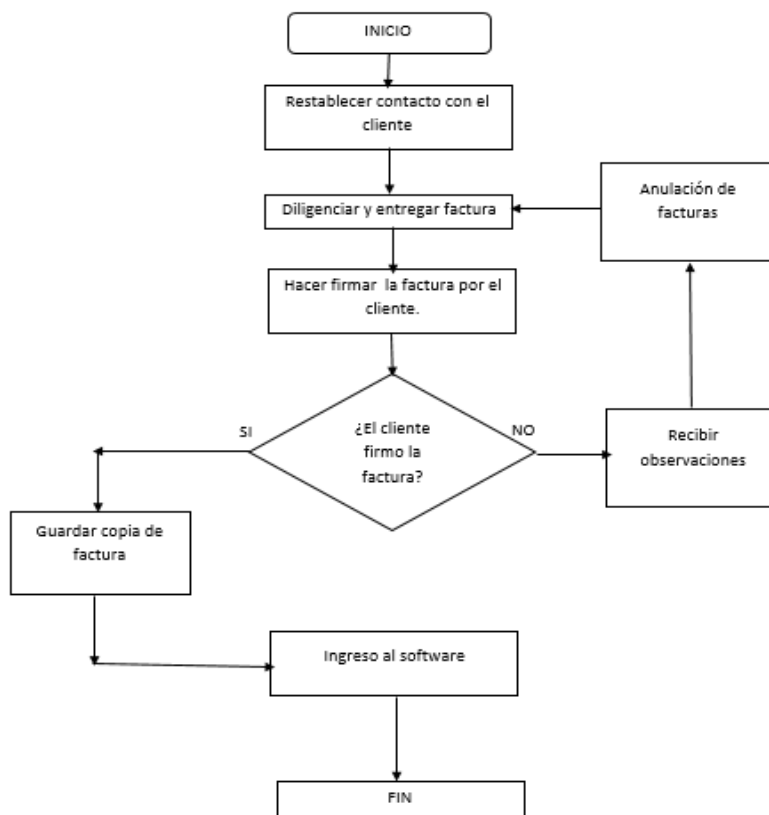 INICIO
Restablecer contacto con el
cliente
Diligenciar y entregar factura
Anulación de
facturas
Hacer firmar la factura por el
cliente.
SI
¿El cliente
firmo la
factura?
NO
Recibir
observaciones
Guardar copia de
factura
Ingreso al software
FIN